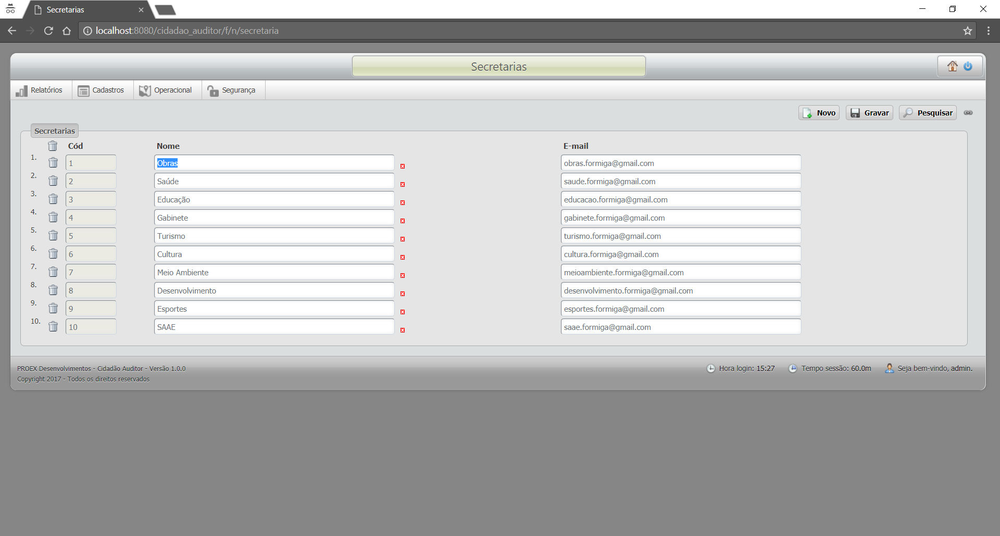 Secretarias
localhost:8080/cidadao_auditor/f/n/secretaria
Secretarias
Relatórios Cadastros Operacional Segurança
Novo Gravar Pesquisar
Secretarias
Cód Nome E-mail
1. 1 Obras obras.formiga@gmail.com
2. 2 Saúde saude.formiga@gmail.com
3. 3 Educação educacao.formiga@gmail.com
4. 4 Gabinete gabinete.formiga@gmail.com
5. 5 Turismo turismo.formiga@gmail.com
6. 6 Cultura cultura.formiga@gmail.com
7. 7 Meio Ambiente meioambiente.formiga@gmail.com
8. 8 Desenvolvimento desenvolvimento.formiga@gmail.com
9. 9 Esportes esportes.formiga@gmail.com
10. 10 SAAE saae.formiga@gmail.com
PROEX Desenvolvimentos - Cidadão Auditor - Versão 1.0.0 Hora login: 15:27 Tempo sessão: 60.0m Seja bem-vindo, admin.
Copyright 2017 - Todos os direitos reservados